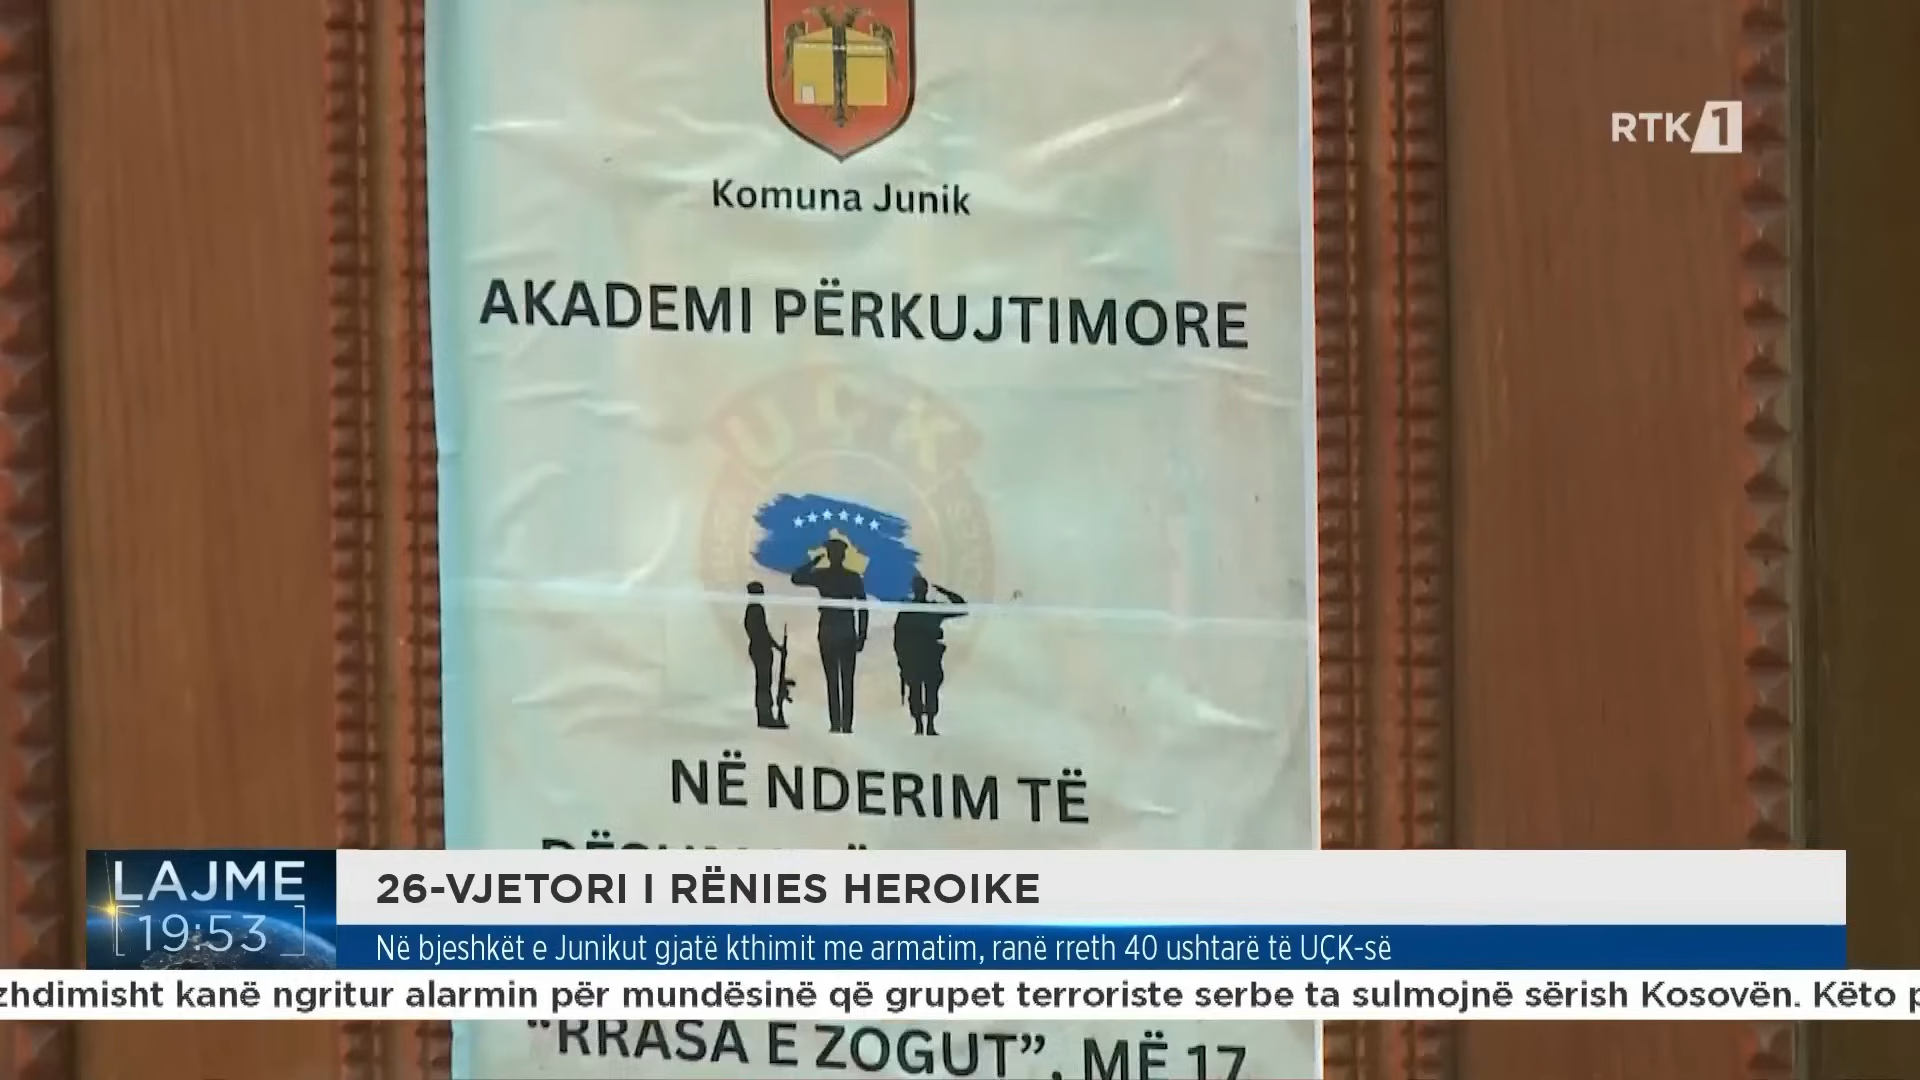 RTK1
Komuna Junik
AKADEMI PËRKUJTIMORE
UÇK
NË NDERIM TË
LAJME
19:53
26-VJETORI I RËNIES HEROIKE
Në bjeshkët e Junikut gjatë kthimit me armatim, ranë rreth 40 ushtarë të UÇK-së
zhdimisht kanë ngritur alarmin për mundësinë që grupet terroriste serbe ta sulmojnë sërish Kosovën. Këto p
"RRASA E ZOGUT", MË 17